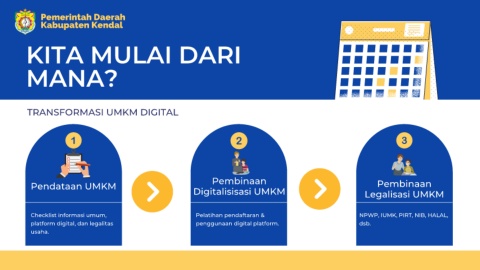 Pemerintah Daerah
Kabupaten Kendal
KITA MULAI DARI
MANA?
TRANSFORMASI UMKM DIGITAL
1
Pendataan UMKM
Checklist informasi umum,
platform digital, dan legalitas
usaha.
2
Pembinaan
Digitalisisasi UMKM
Pelatihan pendaftaran &
penggunaan digital platform.
3
Pembinaan
Legalisasi UMKM
NPWP, IUMK, PIRT, NIB, HALAL,
dsb.